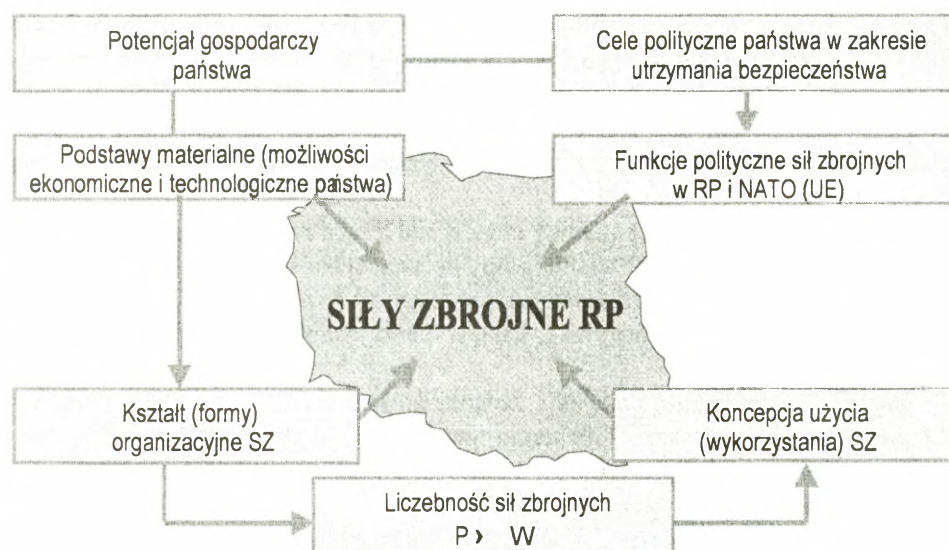 Potencjał gospodarczy
państwa
Cele polityczne państwa w zakresie
utrzymania bezpieczeństwa
Podstawy materialne (możliwości
ekonomiczne i technologiczne państwa)
Funkcje polityczne sił zbrojnych
w RP i NATO (UE)
SIŁY ZBROJNE RP
Kształt (formy)
organizacyjne SZ
Koncepcja użycia
(wykorzystania) SZ
Liczebność sił zbrojnych
P › W